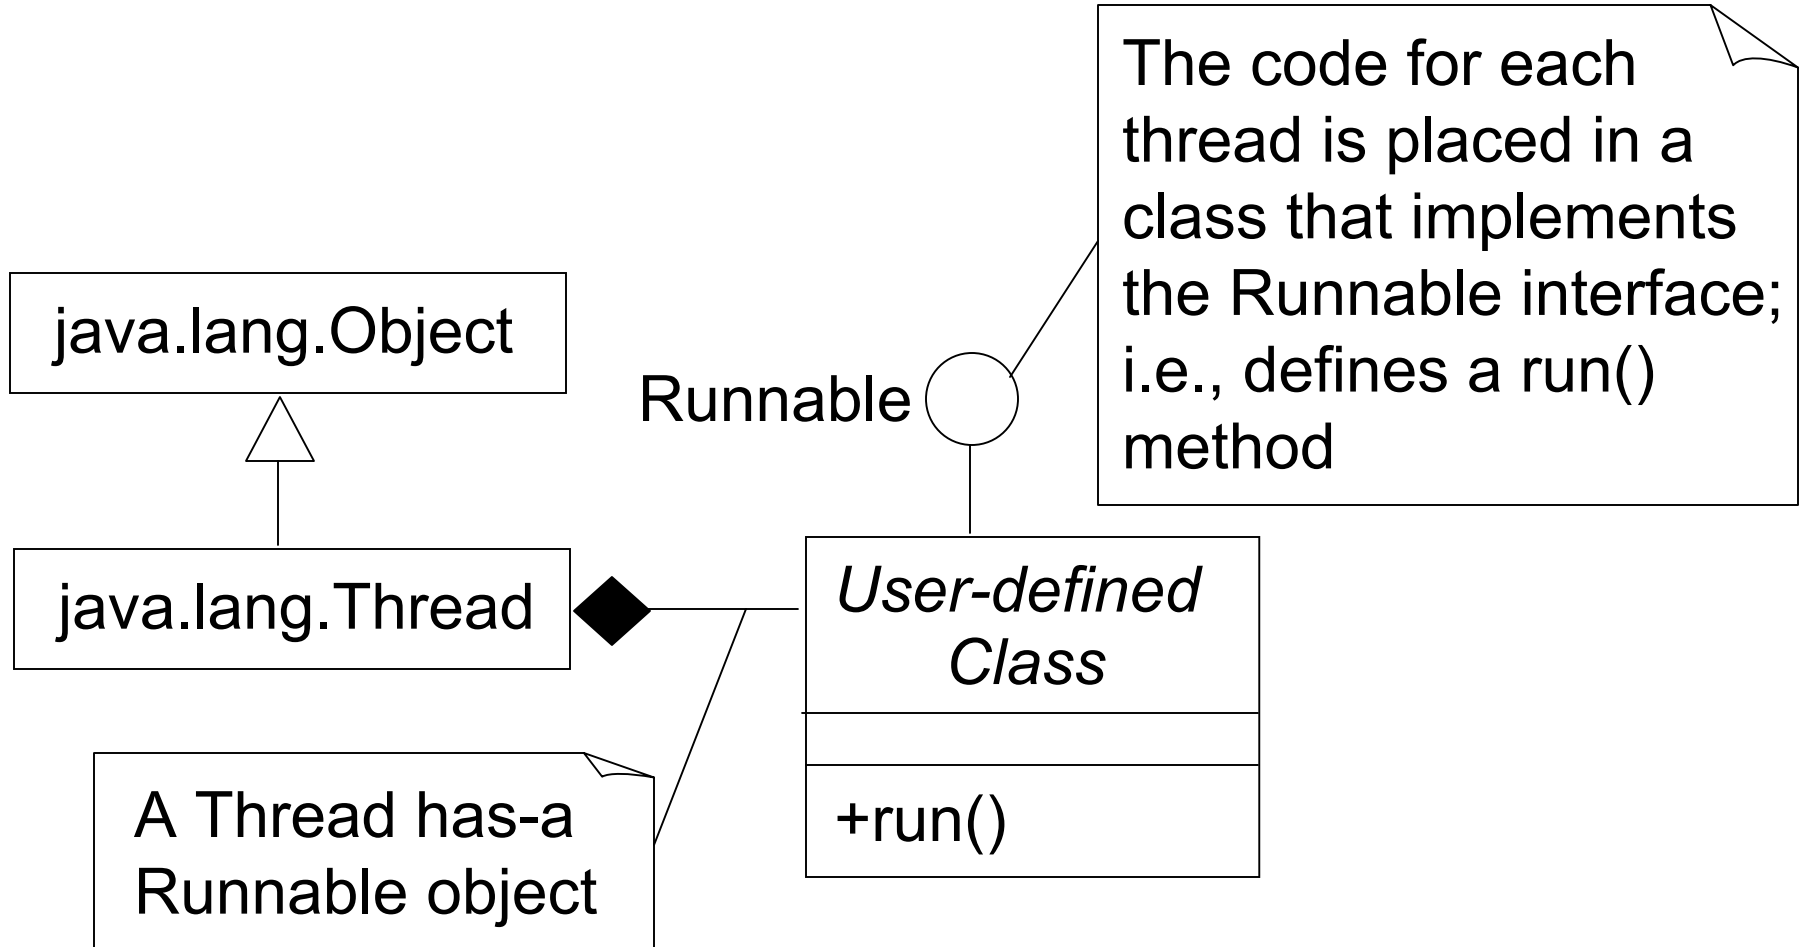 The code for each
thread is placed in a
class that implements
the Runnable interface;
i.e., defines a run()
method
java.lang.Object
Runnable
java.lang.Thread
User-defined
Class
+run()
A Thread has-a
Runnable object